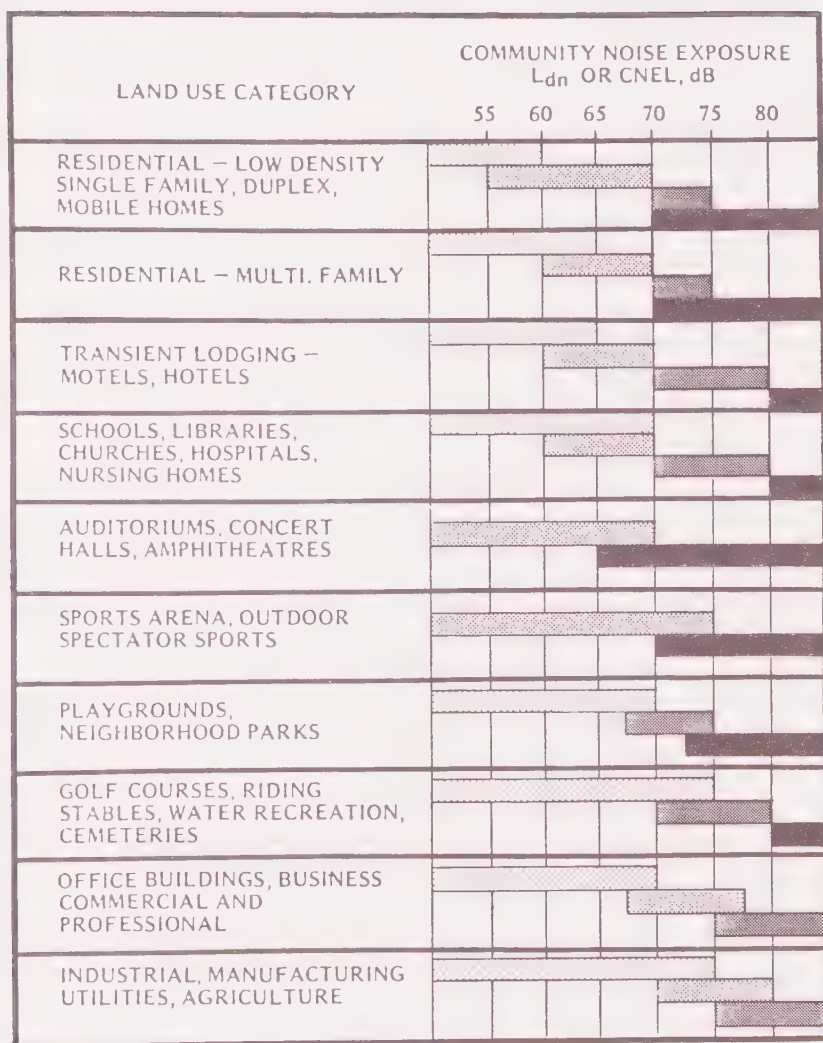 LAND USE CATEGORY
COMMUNITY NOISE EXPOSURE
Ldn OR CNEL, dB
55 60 65 70 75 80
RESIDENTIAL – LOW DENSITY
SINGLE FAMILY, DUPLEX,
MOBILE HOMES
RESIDENTIAL – MULTI. FAMILY
TRANSIENT LODGING –
MOTELS, HOTELS
SCHOOLS, LIBRARIES,
CHURCHES, HOSPITALS,
NURSING HOMES
AUDITORIUMS, CONCERT
HALLS, AMPHITHEATRES
SPORTS ARENA, OUTDOOR
SPECTATOR SPORTS
PLAYGROUNDS,
NEIGHBORHOOD PARKS
GOLF COURSES, RIDING
STABLES, WATER RECREATION,
CEMETERIES
OFFICE BUILDINGS, BUSINESS
COMMERCIAL AND
PROFESSIONAL
INDUSTRIAL, MANUFACTURING
UTILITIES, AGRICULTURE